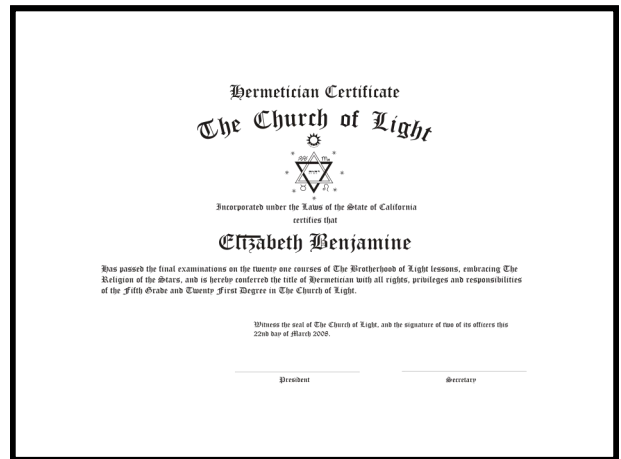 Hermetician Certificate
The Church of Light
Incorporated under the Laws of the State of California
certifies that
Elizabeth Benjamine
Has passed the final examinations on the twenty one courses of The Brotherhood of Light lessons, embracing The
Religion of the Stars, and is hereby conferred the title of Hermetician with all rights, privileges and responsibilities
of the Fifth Grade and Twenty First Degree in The Church of Light.
Witness the seal of The Church of Light, and the signature of two of its officers this
22nd day of March 2008.
President Secretary